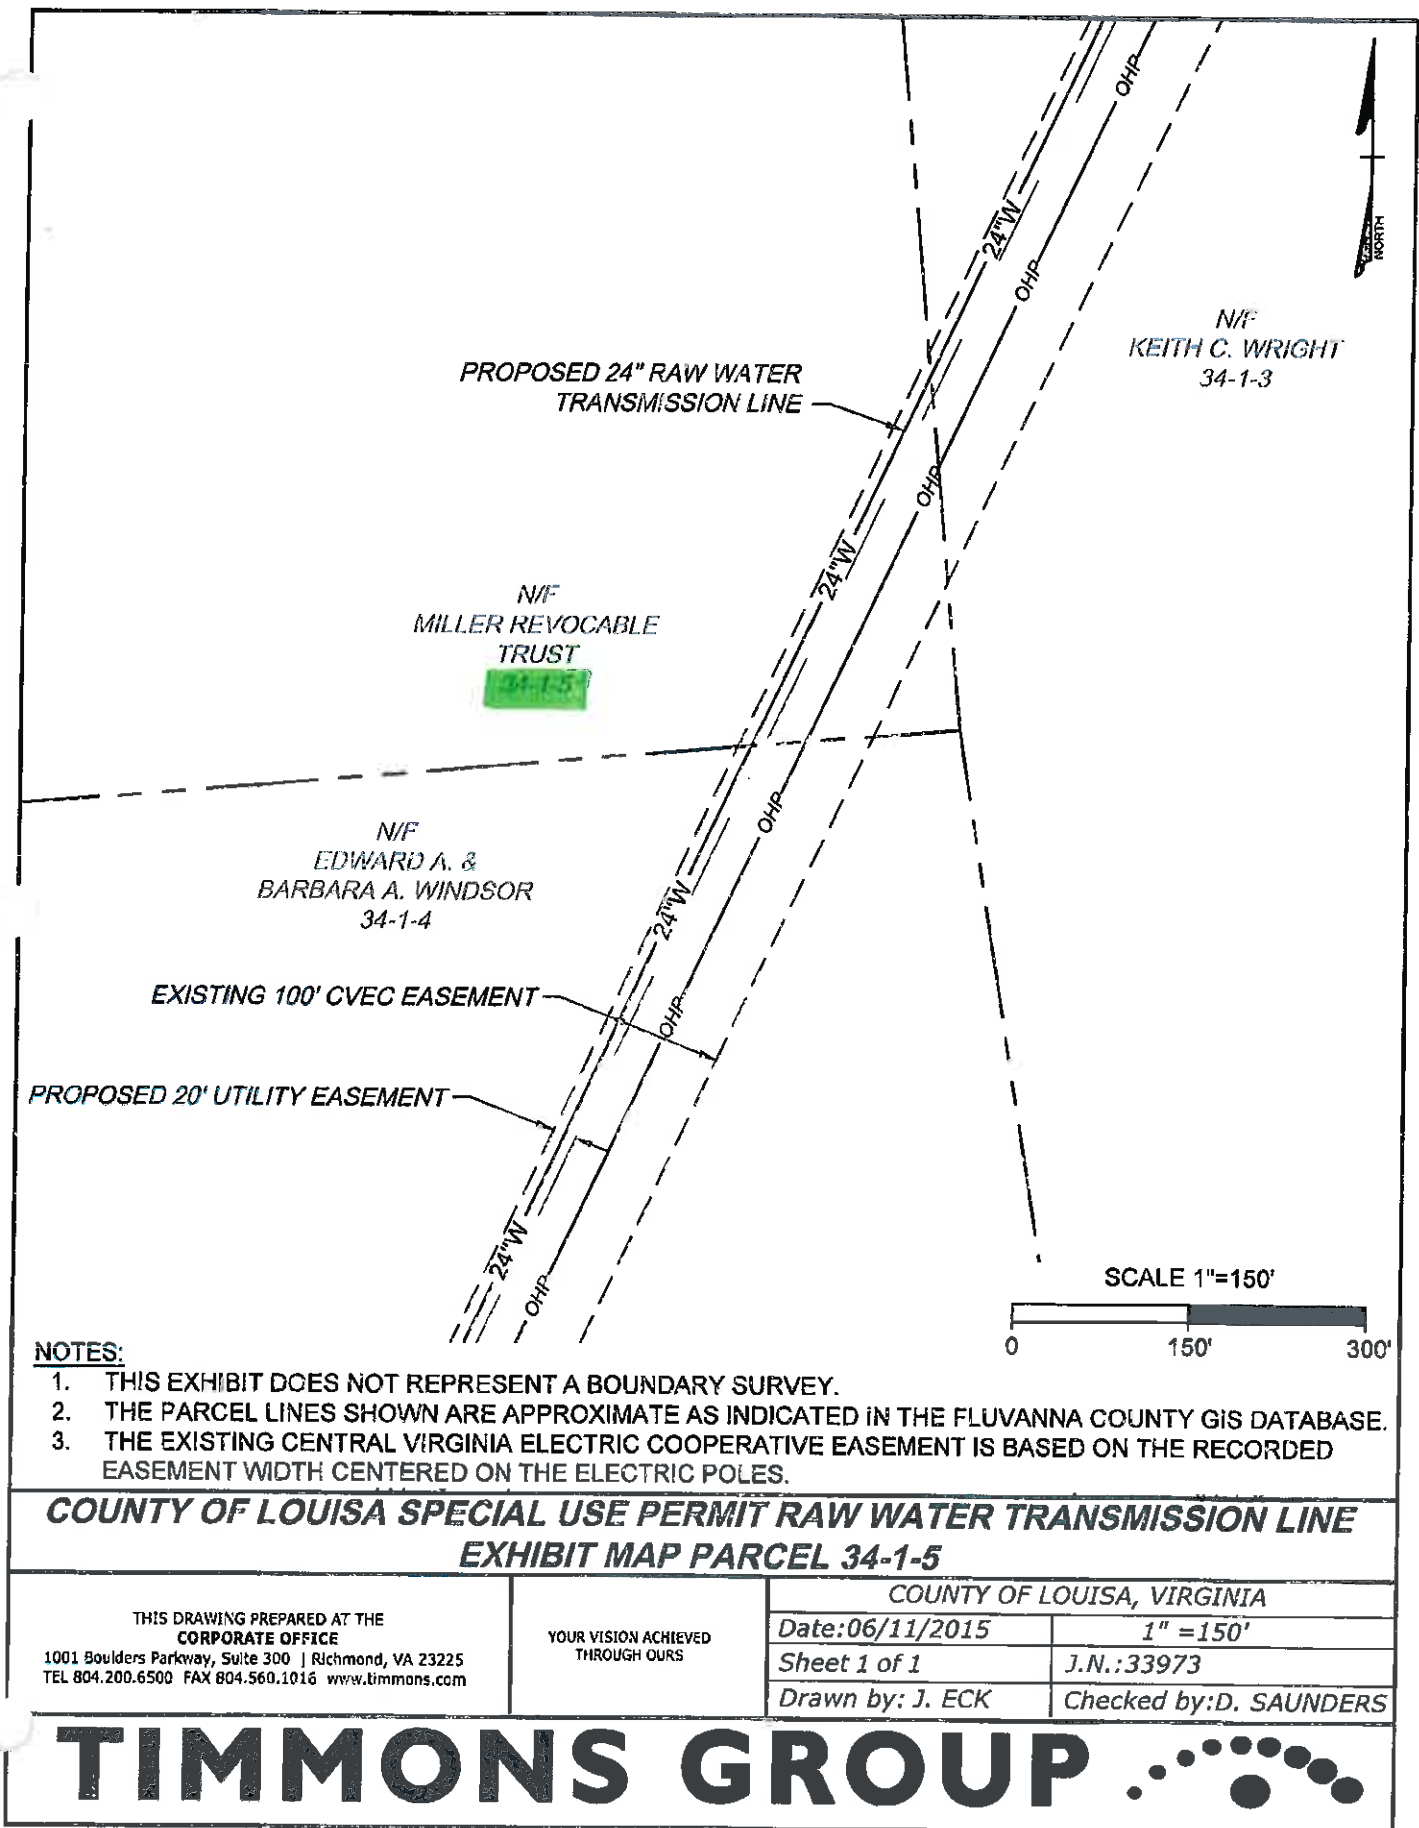 OHP
24"W
OHP
NORTH
N/F
KEITH C. WRIGHT
34-1-3
PROPOSED 24" RAW WATER
TRANSMISSION LINE
OHP
24"W
N/F
MILLER REVOCABLE
TRUST
34-1-5
OHP
N/F
EDWARD A. &
BARBARA A. WINDSOR
34-1-4
24"W
EXISTING 100' CVEC EASEMENT
OHP
PROPOSED 20' UTILITY EASEMENT
24"W
OHP
SCALE 1"=150'
0 150' 300'
NOTES:
1. THIS EXHIBIT DOES NOT REPRESENT A BOUNDARY SURVEY.
2. THE PARCEL LINES SHOWN ARE APPROXIMATE AS INDICATED IN THE FLUVANNA COUNTY GIS DATABASE.
3. THE EXISTING CENTRAL VIRGINIA ELECTRIC COOPERATIVE EASEMENT IS BASED ON THE RECORDED
EASEMENT WIDTH CENTERED ON THE ELECTRIC POLES.
COUNTY OF LOUISA SPECIAL USE PERMIT RAW WATER TRANSMISSION LINE
EXHIBIT MAP PARCEL 34-1-5
THIS DRAWING PREPARED AT THE
CORPORATE OFFICE
1001 Boulders Parkway, Suite 300 | Richmond, VA 23225
TEL 804.200.6500 FAX 804.560.1016 www.timmons.com
YOUR VISION ACHIEVED
THROUGH OURS
COUNTY OF LOUISA, VIRGINIA
Date:06/11/2015 1" =150'
Sheet 1 of 1 J.N.:33973
Drawn by: J. ECK Checked by:D. SAUNDERS
TIMMONS GROUP